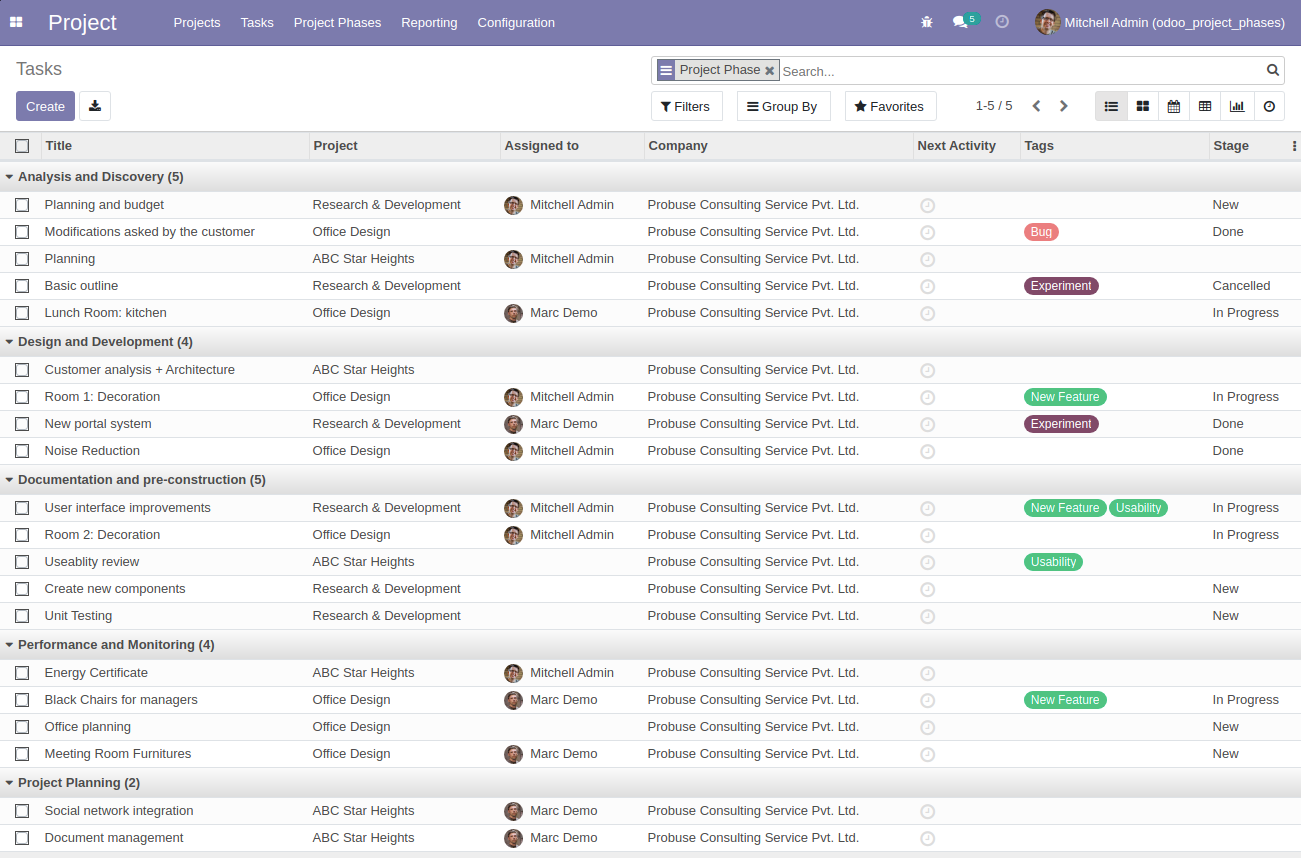 Project Projects Tasks Project Phases Reporting Configuration 5 Mitchell Admin (odoo_project_phases)
Tasks Project Phase Search...
Create Filters Group By Favorites 1-5 / 5
Title Project Assigned to Company Next Activity Tags Stage
Analysis and Discovery (5)
Planning and budget Research & Development Mitchell Admin Probuse Consulting Service Pvt. Ltd. New
Modifications asked by the customer Office Design Probuse Consulting Service Pvt. Ltd. Bug Done
Planning ABC Star Heights Mitchell Admin Probuse Consulting Service Pvt. Ltd.
Basic outline Research & Development Probuse Consulting Service Pvt. Ltd. Experiment Cancelled
Lunch Room: kitchen Office Design Marc Demo Probuse Consulting Service Pvt. Ltd. In Progress
Design and Development (4)
Customer analysis + Architecture ABC Star Heights Probuse Consulting Service Pvt. Ltd.
Room 1: Decoration Office Design Mitchell Admin Probuse Consulting Service Pvt. Ltd. New Feature In Progress
New portal system Research & Development Marc Demo Probuse Consulting Service Pvt. Ltd. Experiment Done
Noise Reduction Office Design Mitchell Admin Probuse Consulting Service Pvt. Ltd. Done
Documentation and pre-construction (5)
User interface improvements Research & Development Mitchell Admin Probuse Consulting Service Pvt. Ltd. New Feature Usability In Progress
Room 2: Decoration Office Design Mitchell Admin Probuse Consulting Service Pvt. Ltd. In Progress
Useablity review ABC Star Heights Probuse Consulting Service Pvt. Ltd. Usability
Create new components Research & Development Probuse Consulting Service Pvt. Ltd. New
Unit Testing Research & Development Probuse Consulting Service Pvt. Ltd. New
Performance and Monitoring (4)
Energy Certificate ABC Star Heights Mitchell Admin Probuse Consulting Service Pvt. Ltd.
Black Chairs for managers Office Design Marc Demo Probuse Consulting Service Pvt. Ltd. New Feature In Progress
Office planning Office Design Probuse Consulting Service Pvt. Ltd. New
Meeting Room Furnitures Office Design Marc Demo Probuse Consulting Service Pvt. Ltd. New
Project Planning (2)
Social network integration ABC Star Heights Marc Demo Probuse Consulting Service Pvt. Ltd.
Document management ABC Star Heights Marc Demo Probuse Consulting Service Pvt. Ltd.